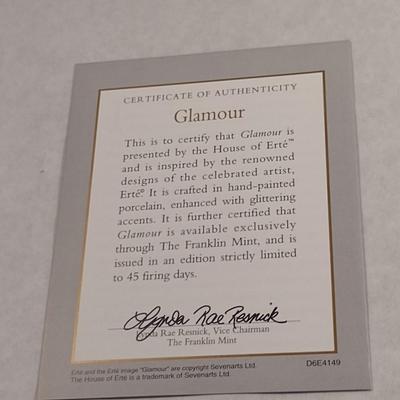 CERTIFICATE OF AUTHENTICITY
Glamour
This is to certify that Glamour is
presented by the House of Erté™
and is inspired by the renowned
designs of the celebrated artist,
Erté® It is crafted in hand-painted
porcelain, enhanced with glittering
accents. It is further certified that
Glamour is available exclusively
through The Franklin Mint, and is
issued in an edition strictly limited
to 45 firing days.
Lynda Rae Resnick
Lynda Rae Resnick, Vice Chairman
The Franklin Mint
Erté and the Erté image "Glamour" are copyright Sevenarts Ltd.
The House of Erté is a trademark of Sevenarts Ltd.
D6E4149